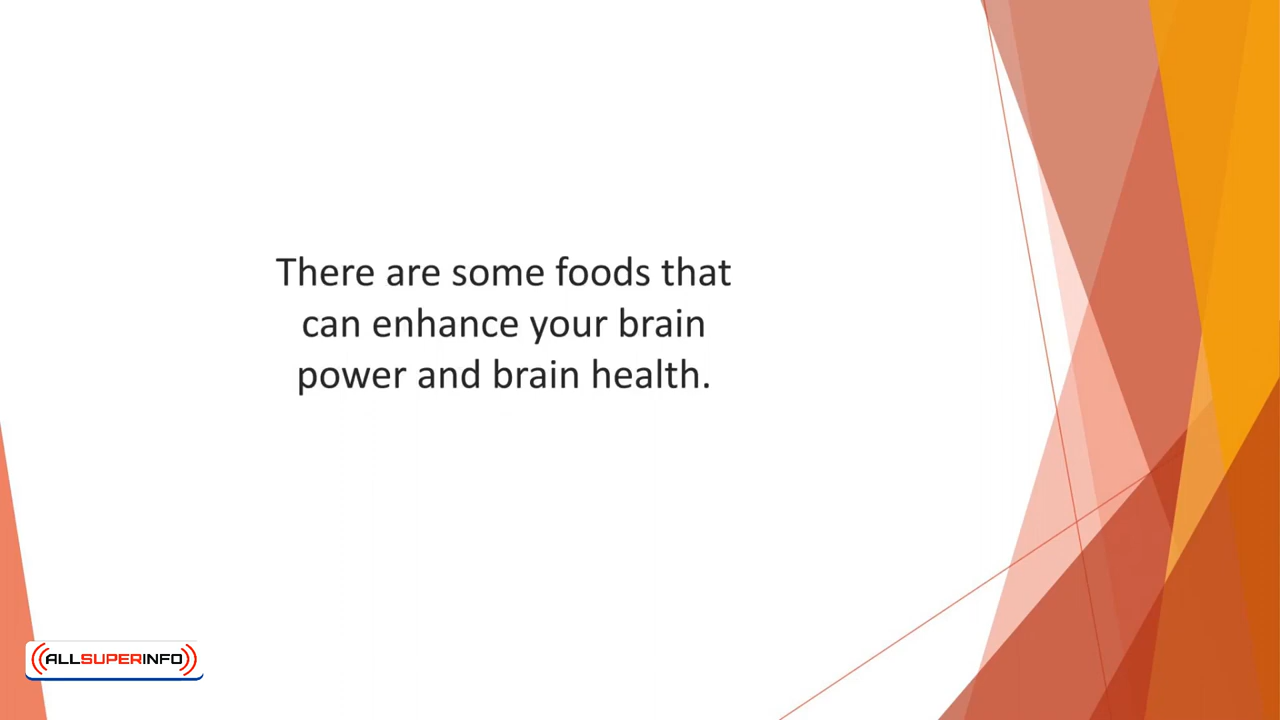 There are some foods that
can enhance your brain
power and brain health.
ALLSUPERINFO